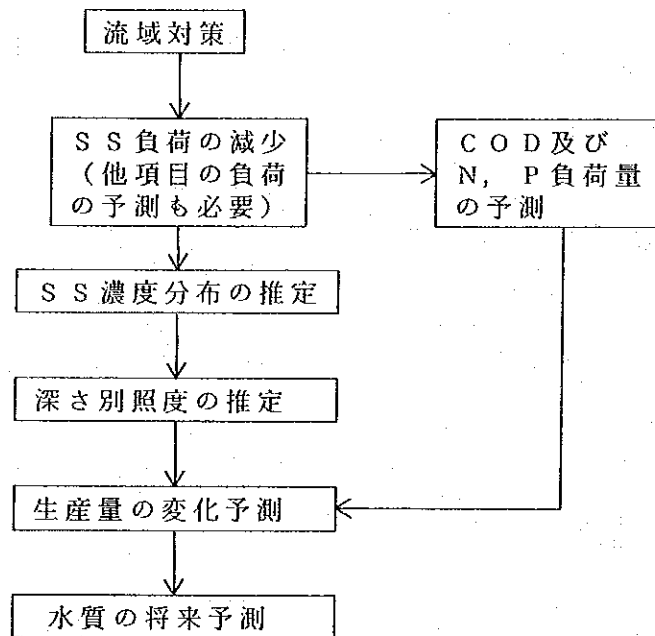 流域対策
SS負荷の減少
(他項目の負荷
の予測も必要)
COD及び
N, P負荷量
の予測
SS濃度分布の推定
深さ別照度の推定
生産量の変化予測
水質の将来予測